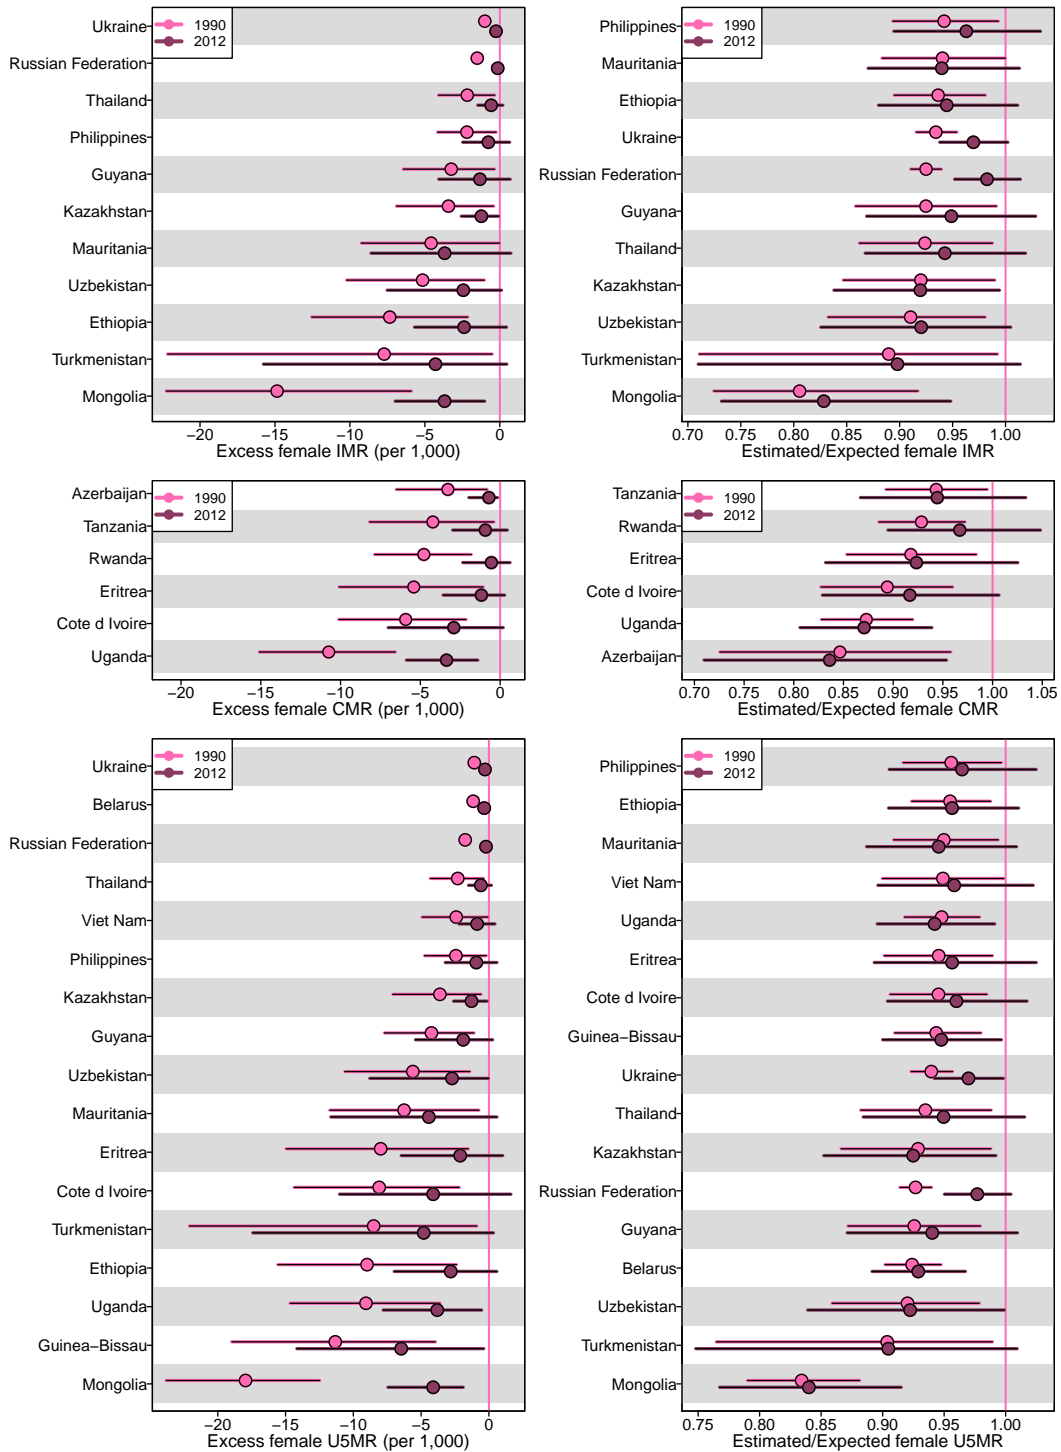 1990
2012
Ukraine
Russian Federation
Thailand
Philippines
Guyana
Kazakhstan
Mauritania
Uzbekistan
Ethiopia
Turkmenistan
Mongolia
−20 −15 −10 −5 0
Excess female IMR (per 1,000)
1990
2012
Philippines
Mauritania
Ethiopia
Ukraine
Russian Federation
Guyana
Thailand
Kazakhstan
Uzbekistan
Turkmenistan
Mongolia
0.70 0.75 0.80 0.85 0.90 0.95 1.00
Estimated/Expected female IMR
1990
2012
Azerbaijan
Tanzania
Rwanda
Eritrea
Cote d Ivoire
Uganda
−20 −15 −10 −5 0
Excess female CMR (per 1,000)
1990
2012
Tanzania
Rwanda
Eritrea
Cote d Ivoire
Uganda
Azerbaijan
0.70 0.75 0.80 0.85 0.90 0.95 1.00 1.05
Estimated/Expected female CMR
1990
2012
Ukraine
Belarus
Russian Federation
Thailand
Viet Nam
Philippines
Kazakhstan
Guyana
Uzbekistan
Mauritania
Eritrea
Cote d Ivoire
Turkmenistan
Ethiopia
Uganda
Guinea−Bissau
Mongolia
−20 −15 −10 −5 0
Excess female U5MR (per 1,000)
1990
2012
Philippines
Ethiopia
Mauritania
Viet Nam
Uganda
Eritrea
Cote d Ivoire
Guinea−Bissau
Ukraine
Thailand
Kazakhstan
Russian Federation
Guyana
Belarus
Uzbekistan
Turkmenistan
Mongolia
0.75 0.80 0.85 0.90 0.95 1.00
Estimated/Expected female U5MR